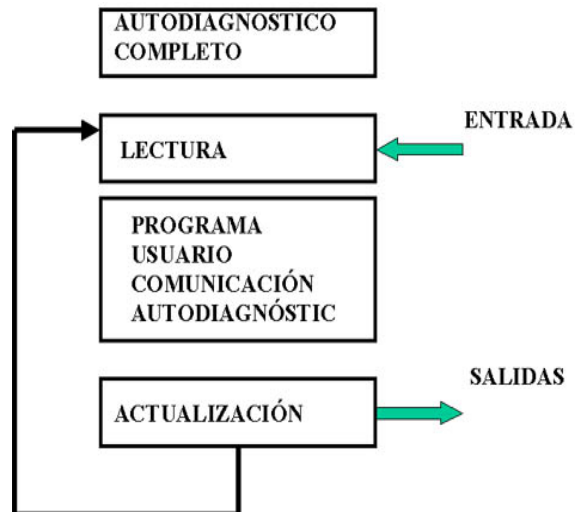 AUTODIAGNOSTICO
COMPLETO
ENTRADA
LECTURA
PROGRAMA
USUARIO
COMUNICACIÓN
AUTODIAGNÓSTIC
SALIDAS
ACTUALIZACIÓN